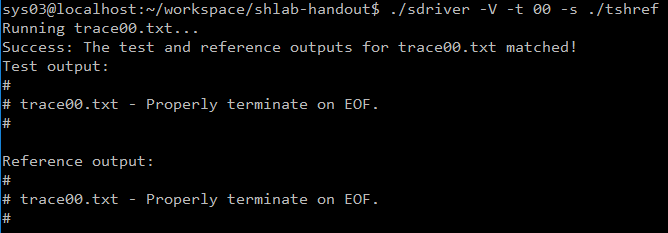 sys03@localhost:~/workspace/shlab-handout$ ./sdriver -V -t 00 -s ./tshref
Running trace00.txt...
Success: The test and reference outputs for trace00.txt matched!
Test output:
#
# trace00.txt - Properly terminate on EOF.
#
Reference output:
#
# trace00.txt - Properly terminate on EOF.
#